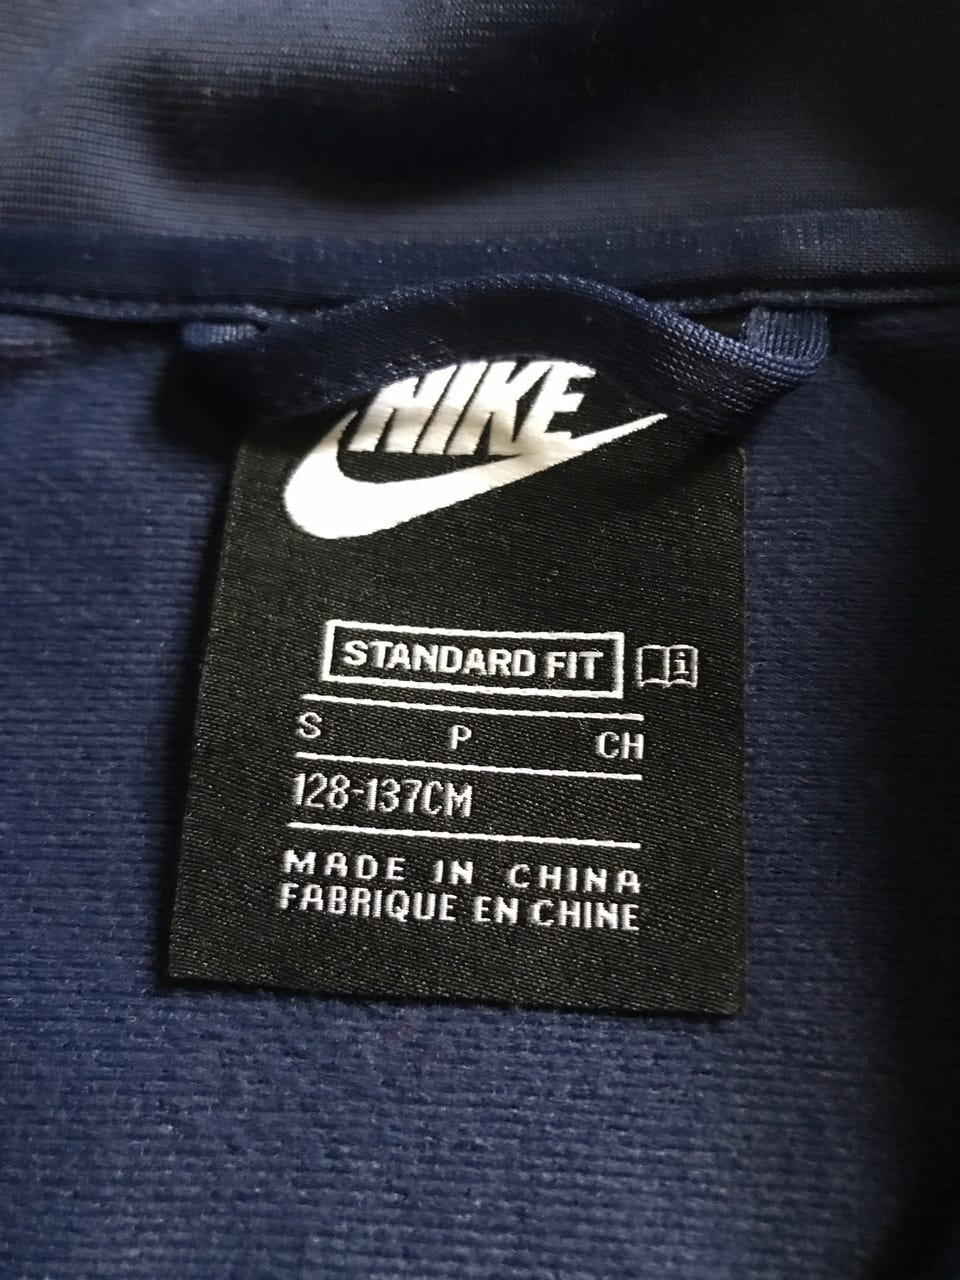 NIKE
STANDARD FIT
S P CH
128-137CM
MADE IN CHINA
FABRIQUE EN CHINE